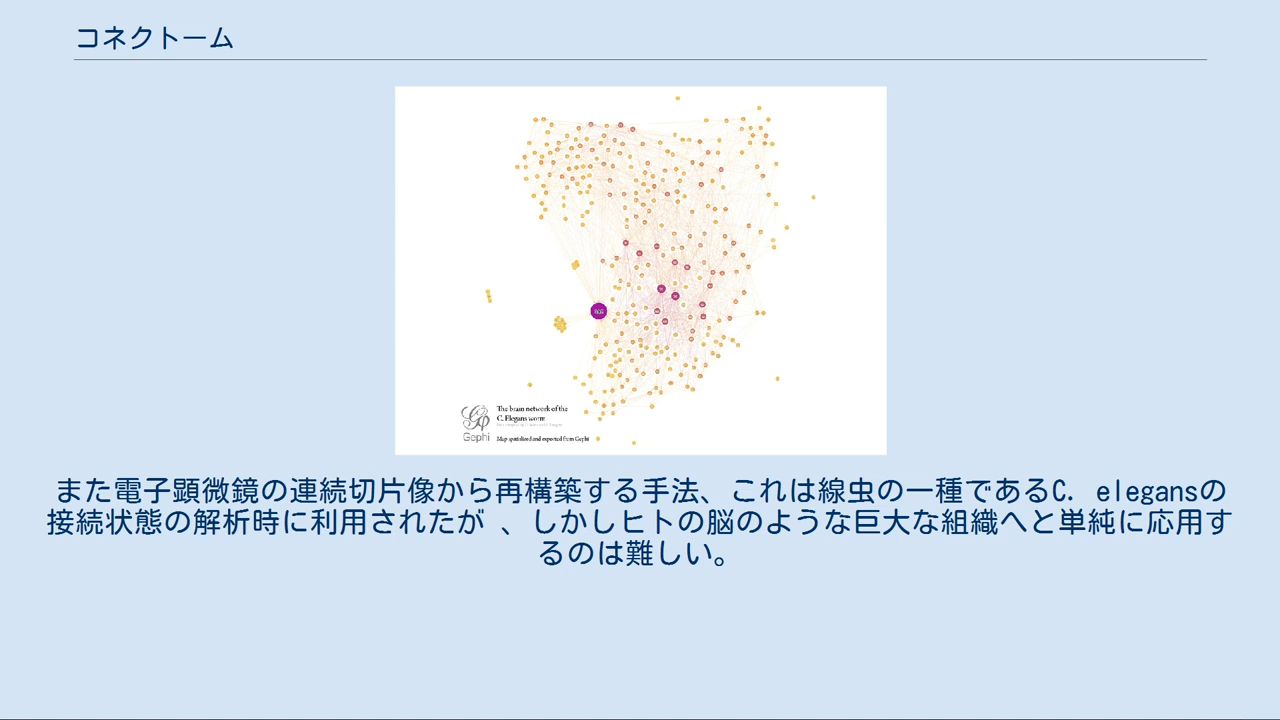 コネクトーム
The brain network of the
C. Elegans worm
Gephi
Map spatialized and exported from Gephi
また電子顕微鏡の連続切片像から再構築する手法、これは線虫の一種であるC. elegansの
接続状態の解析時に利用されたが 、しかしヒトの脳のような巨大な組織へと単純に応用す
るのは難しい。